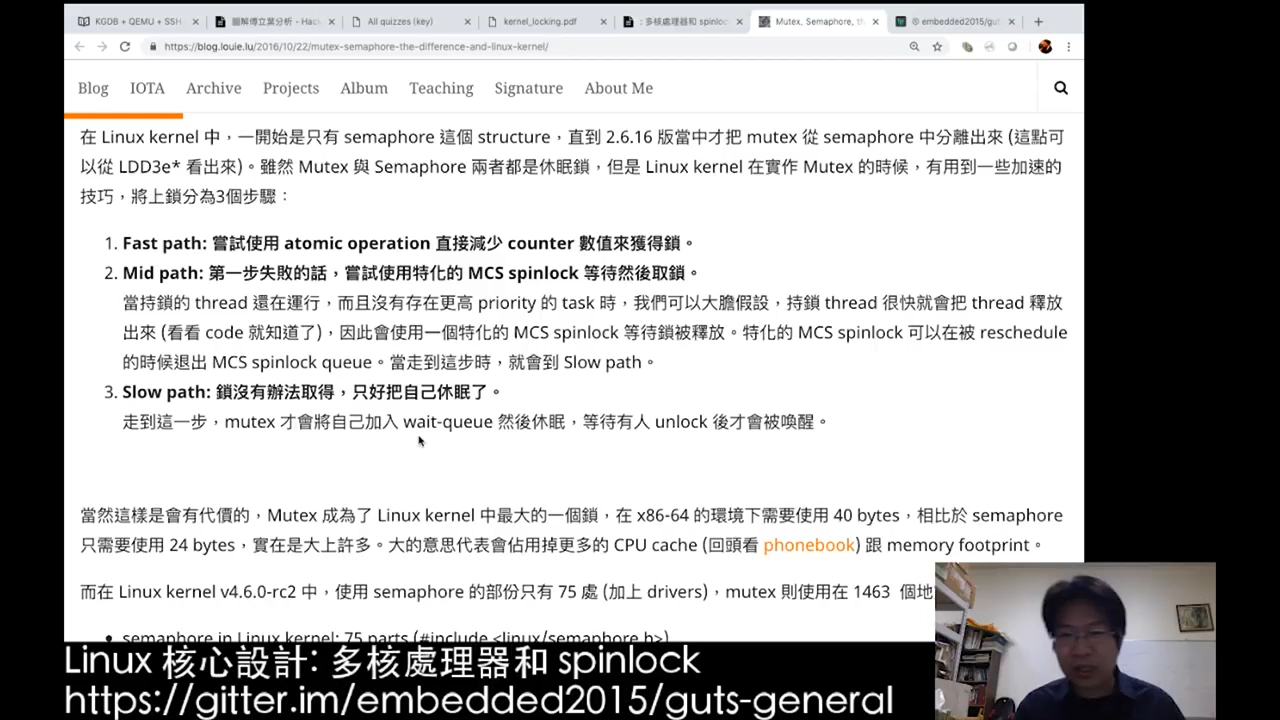 KGDB + QEMU + SSH
圖解傅立葉分析 - Hac
All quizzes (key)
kernel_locking.pdf
: 多核處理器和 spinloc
Mutex, Semaphore, th
@ embedded2015/gut
https://blog.louie.lu/2016/10/22/mutex-semaphore-the-difference-and-linux-kernel/
Blog IOTA Archive Projects Album Teaching Signature About Me
在 Linux kernel 中，一開始是只有 semaphore 這個 structure，直到 2.6.16 版當中才把 mutex 從 semaphore 中分離出來 (這點可
以從 LDD3e* 看出來)。雖然 Mutex 與 Semaphore 兩者都是休眠鎖，但是 Linux kernel 在實作 Mutex 的時候，有用到一些加速的
技巧，將上鎖分為3個步驟：
1. Fast path: 嘗試使用 atomic operation 直接減少 counter 數值來獲得鎖。
2. Mid path: 第一步失敗的話，嘗試使用特化的 MCS spinlock 等待然後取鎖。
當持鎖的 thread 還在運行，而且沒有存在更高 priority 的 task 時，我們可以大膽假設，持鎖 thread 很快就會把 thread 釋放
出來 (看看 code 就知道了)，因此會使用一個特化的 MCS spinlock 等待鎖被釋放。特化的 MCS spinlock 可以在被 reschedule
的時候退出 MCS spinlock queue。當走到這步時，就會到 Slow path。
3. Slow path: 鎖沒有辦法取得，只好把自己休眠了。
走到這一步，mutex 才會將自己加入 wait-queue 然後休眠，等待有人 unlock 後才會被喚醒。
當然這樣是會有代價的，Mutex 成為了 Linux kernel 中最大的一個鎖，在 x86-64 的環境下需要使用 40 bytes，相比於 semaphore
只需要使用 24 bytes，實在是大上許多。大的意思代表會佔用掉更多的 CPU cache (回頭看 phonebook) 跟 memory footprint。
而在 Linux kernel v4.6.0-rc2 中，使用 semaphore 的部份只有 75 處 (加上 drivers)，mutex 則使用在 1463 個地
• semaphore in Linux kernel: 75 parts (#include <linux/semaphore.h>)
Linux 核心設計: 多核處理器和 spinlock
https://gitter.im/embedded2015/guts-general